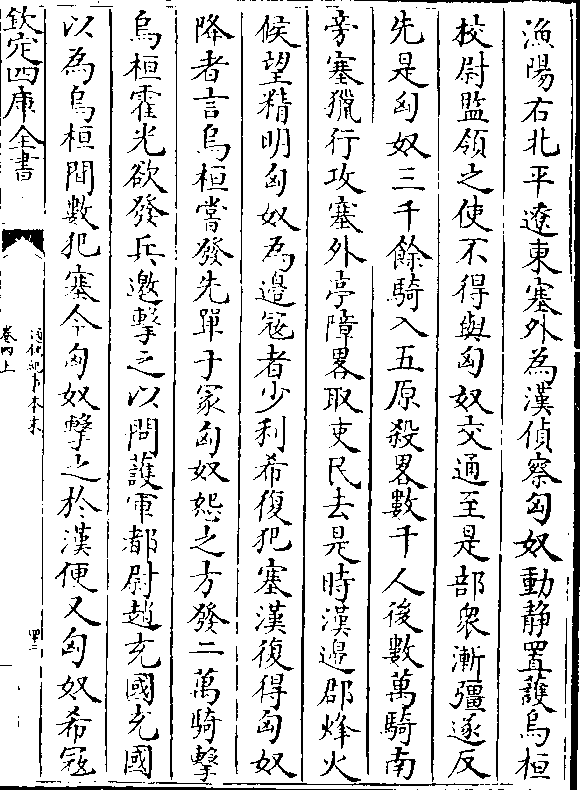 漁陽右北平遼東塞外為漢偵察匈奴動静置護烏桓
校尉監領之使不得與匈奴交通至是部衆漸彊遂反
先是匈奴三千餘騎入五原殺畧數千人後數萬騎南
旁塞獵行攻塞外亭障畧取吏民去是時漢邉郡烽火
候望精明匈奴為邉寇者少利希復犯塞漢復得匈奴
降者言烏桓嘗發先單于冢匈奴怨之方發二萬騎擊
烏桓霍光欲發兵邀擊之以問護軍都尉趙充國充國
以為烏桓間數犯塞今匈奴擊之於漢便又匈奴希寇
欽定四庫全書
通鑑紀事本末
卷四上